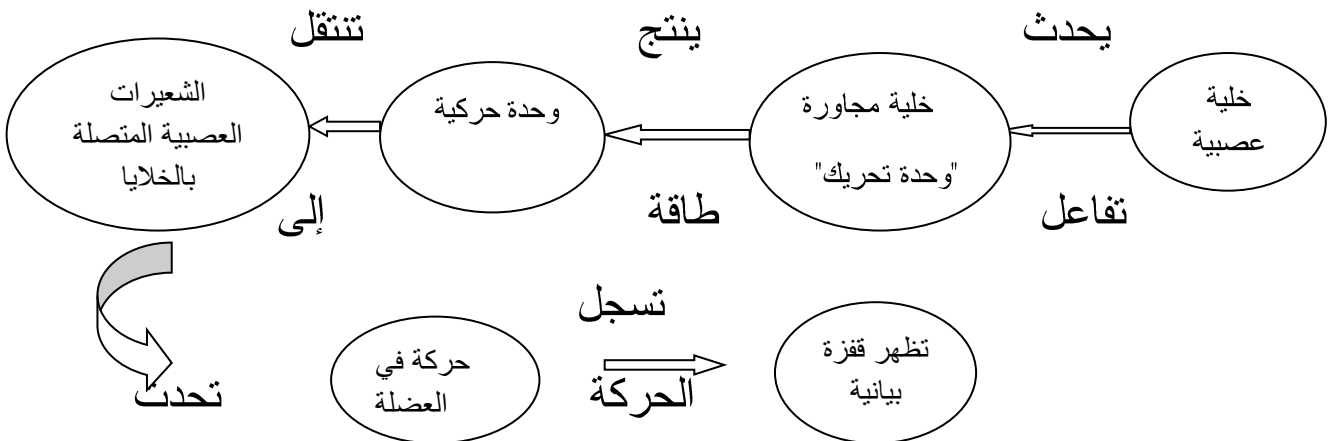 خلية
عصبية
يحدث
تفاعل
خلية مجاورة
"وحدة تحريك"
ينتج
طاقة
وحدة حركية
تنتقل
إلى
الشعيرات
العصبية المتصلة
بالخلايا
تحدث
حركة في
العضلة
تسجل
الحركة
تظهر قفزة
بيانية